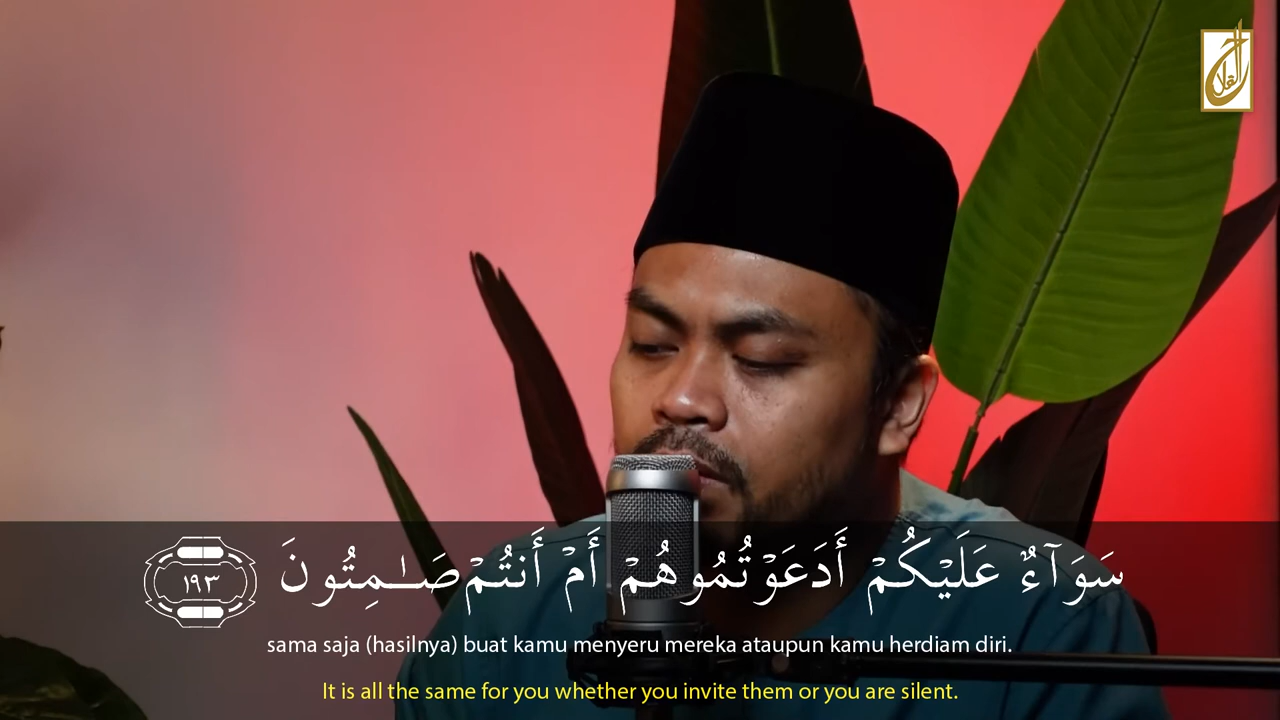 سَوَآءٌ عَلَيْكُمْ أَدَعَوْتُمُوهُمْ أَمْ أَنتُمْ صَـٰمِتُونَ ١٩٣
sama saja (hasilnya) buat kamu menyeru mereka ataupun kamu herdiam diri.
It is all the same for you whether you invite them or you are silent.